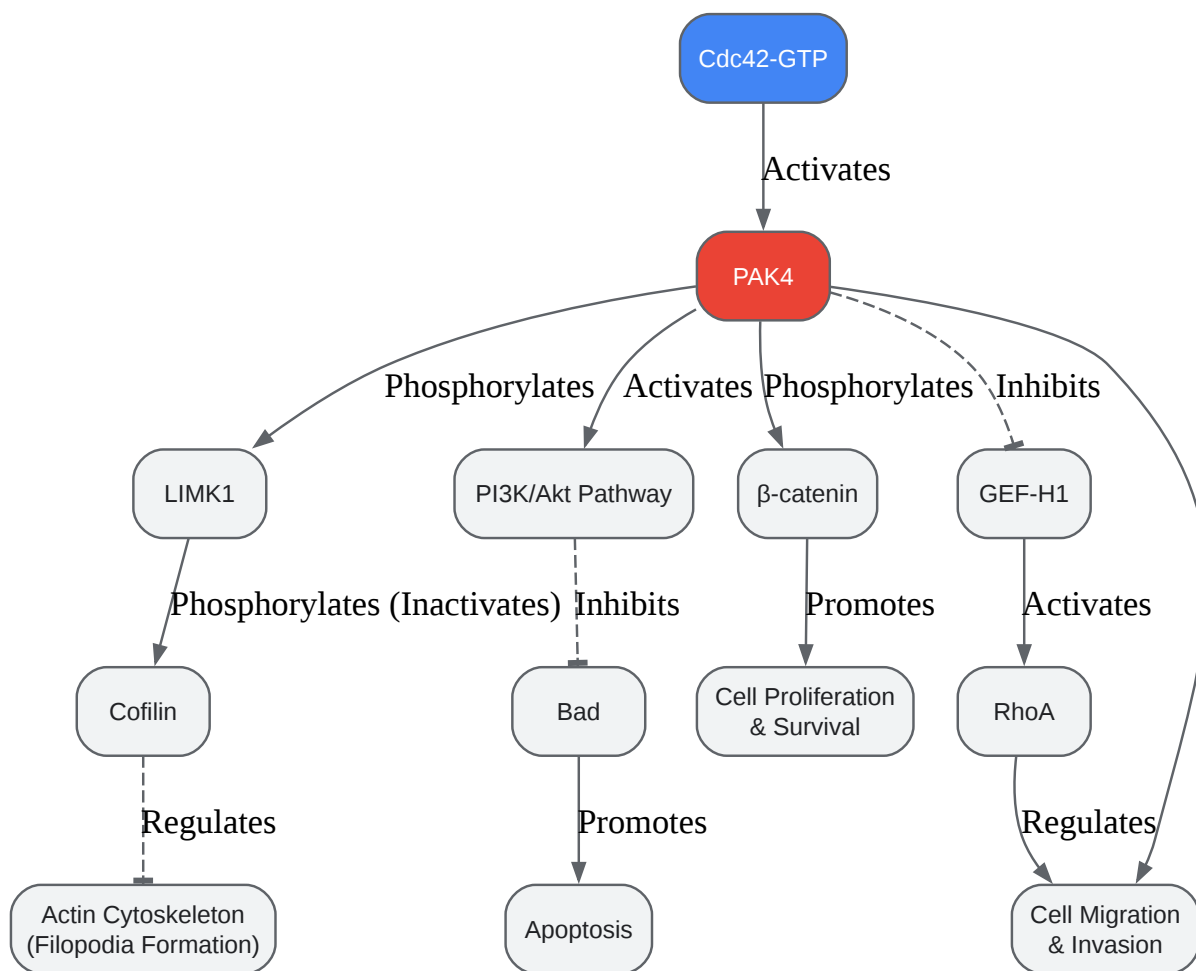 Cdc42-GTP
Activates
PAK4
Phosphorylates
Activates
Phosphorylates
Inhibits
LIMK1
PI3K/Akt Pathway
β-catenin
GEF-H1
Phosphorylates (Inactivates)
Inhibits
Promotes
Activates
Cofilin
Bad
Cell Proliferation
& Survival
RhoA
Regulates
Promotes
Regulates
Actin Cytoskeleton
(Filopodia Formation)
Apoptosis
Cell Migration
& Invasion